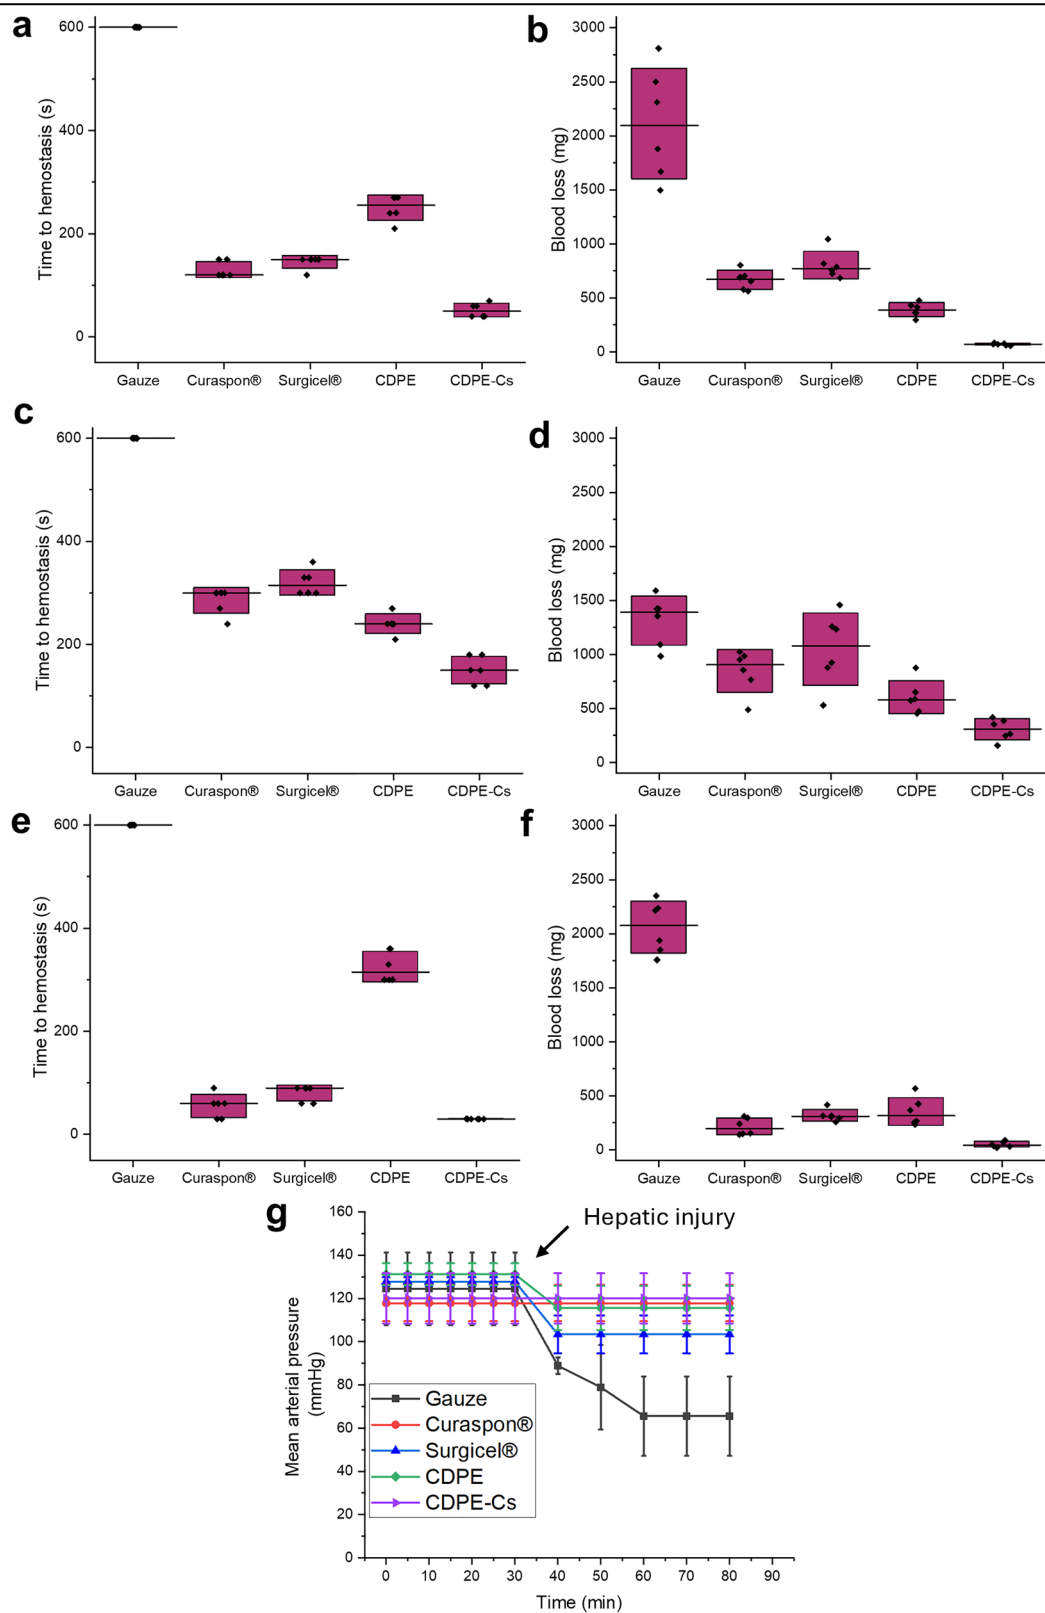 a
600
400
200
0
Time to hemostasis (s)
Gauze Curaspon® Surgicel® CDPE CDPE-Cs
b
3000
2500
2000
1500
1000
500
0
Blood loss (mg)
Gauze Curaspon® Surgicel® CDPE CDPE-Cs
c
600
400
200
0
Time to hemostasis (s)
Gauze Curaspon® Surgicel® CDPE CDPE-Cs
d
3000
2500
2000
1500
1000
500
0
Blood loss (mg)
Gauze Curaspon® Surgicel® CDPE CDPE-Cs
e
600
400
200
0
Time to hemostasis (s)
Gauze Curaspon® Surgicel® CDPE CDPE-Cs
f
3000
2500
2000
1500
1000
500
0
Blood loss (mg)
Gauze Curaspon® Surgicel® CDPE CDPE-Cs
g
160
140
120
100
80
60
40
20
0
Mean arterial pressure
(mmHg)
Hepatic injury
Gauze
Curaspon®
Surgicel®
CDPE
CDPE-Cs
0 10 20 30 40 50 60 70 80 90
Time (min)